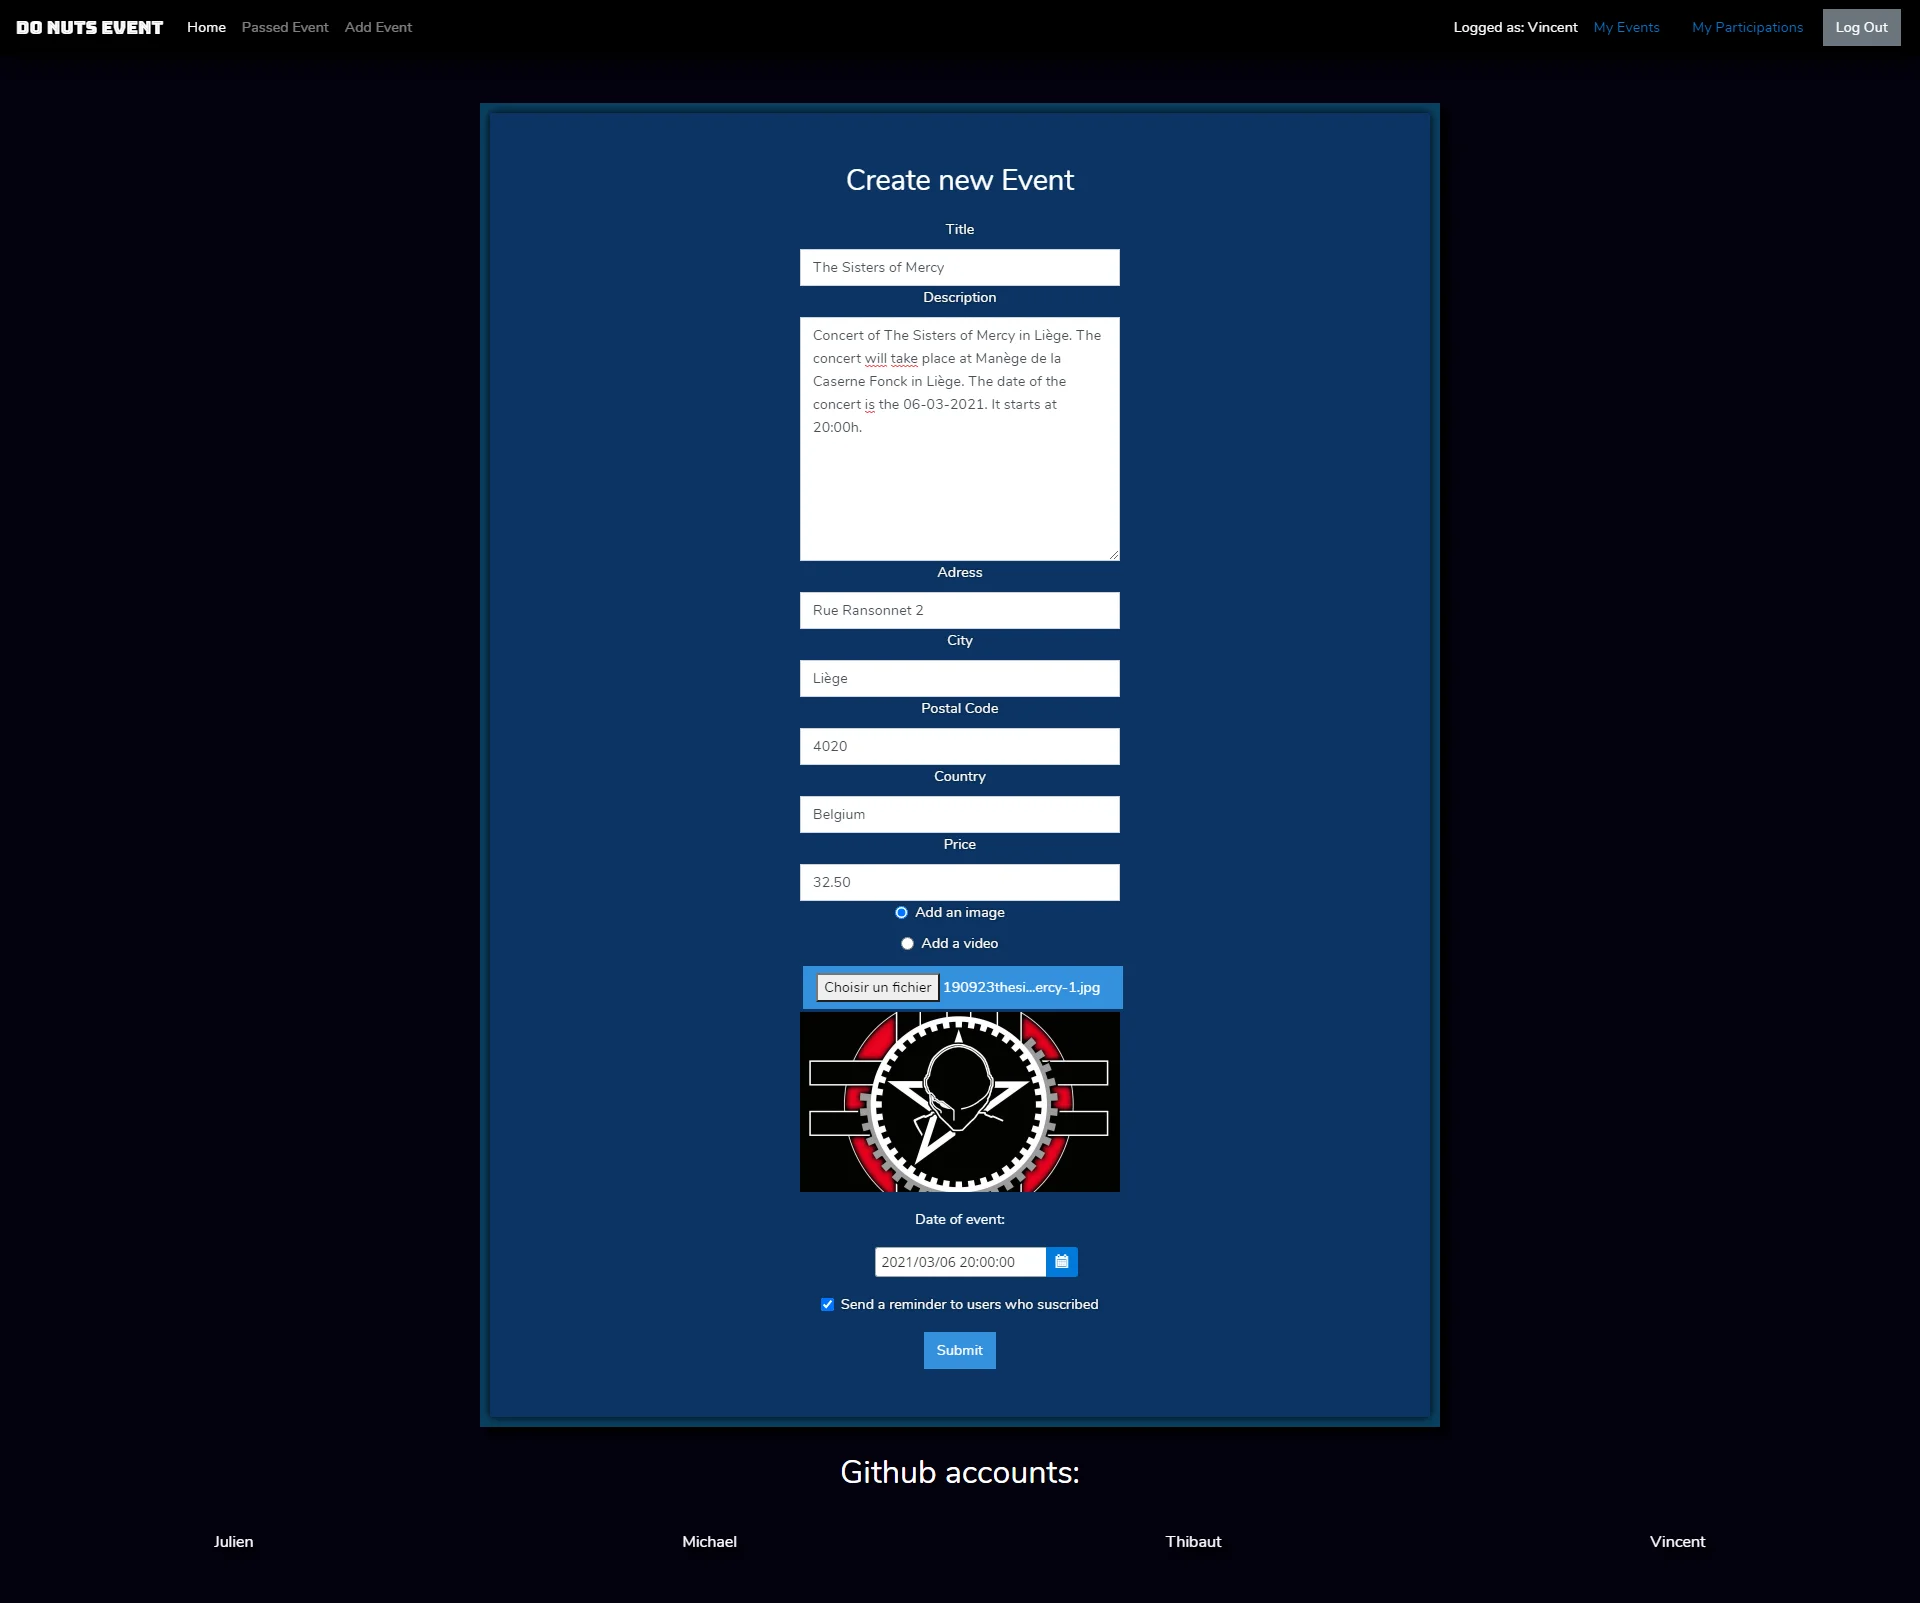 DO NUTS EVENT Home Passed Event Add Event Logged as: Vincent My Events My Participations Log Out
Create new Event
Title
The Sisters of Mercy
Description
Concert of The Sisters of Mercy in Liège. The
concert will take place at Manège de la
Caserne Fonck in Liège. The date of the
concert is the 06-03-2021. It starts at
20:00h.
Adress
Rue Ransonnet 2
City
Liège
Postal Code
4020
Country
Belgium
Price
32.50
Add an image
Add a video
Choisir un fichier 190923thesi...ercy-1.jpg
Date of event:
2021/03/06 20:00:00
Send a reminder to users who suscribed
Submit
Github accounts:
Julien Michael Thibaut Vincent